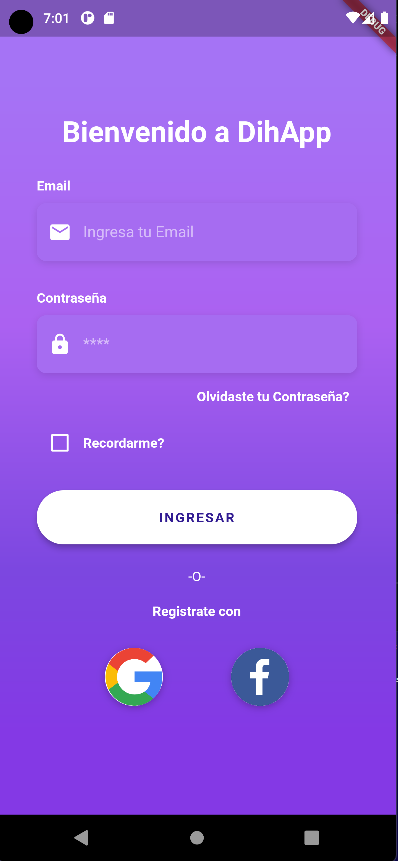 7:01
DEBUG
Bienvenido a DihApp
Email
Ingresa tu Email
Contraseña
****
Olvidaste tu Contraseña?
Recordarme?
INGRESAR
-O-
Registrate con